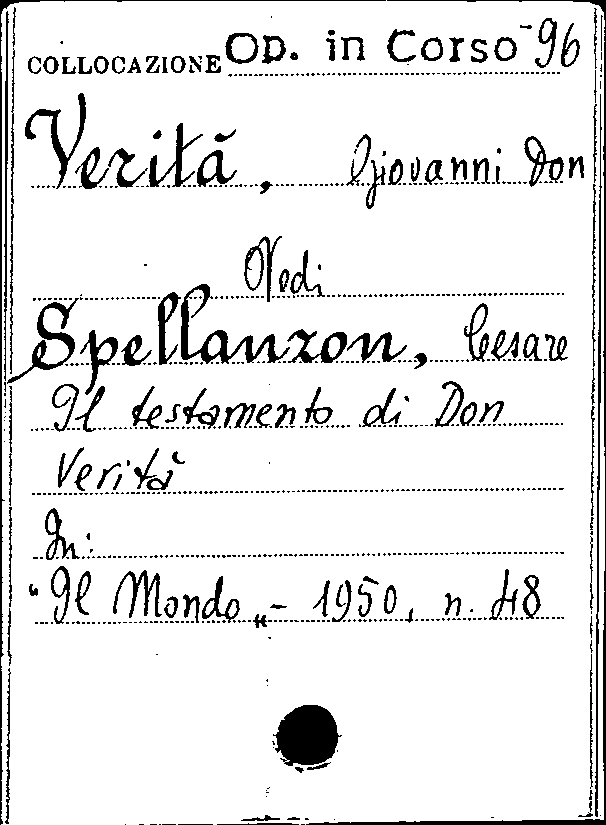 COLLOCAZIONE Op. in Corso - 96
Verità, Giovanni Don
Vedi
Spellanzon, Cesare
Il testamento di Don
Verità
In:
"Il Mondo" - 1950, n. 48